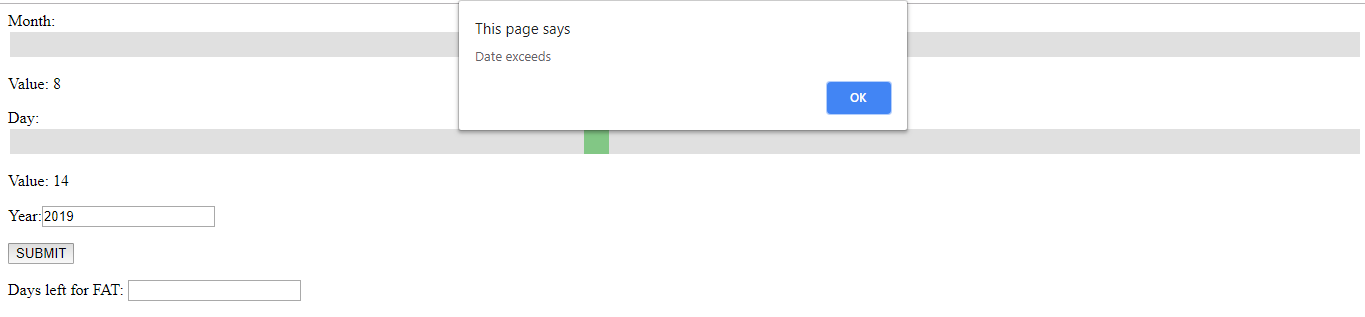 Month:
This page says
Date exceeds
OK
Value: 8
Day:
Value: 14
Year:2019
SUBMIT
Days left for FAT: